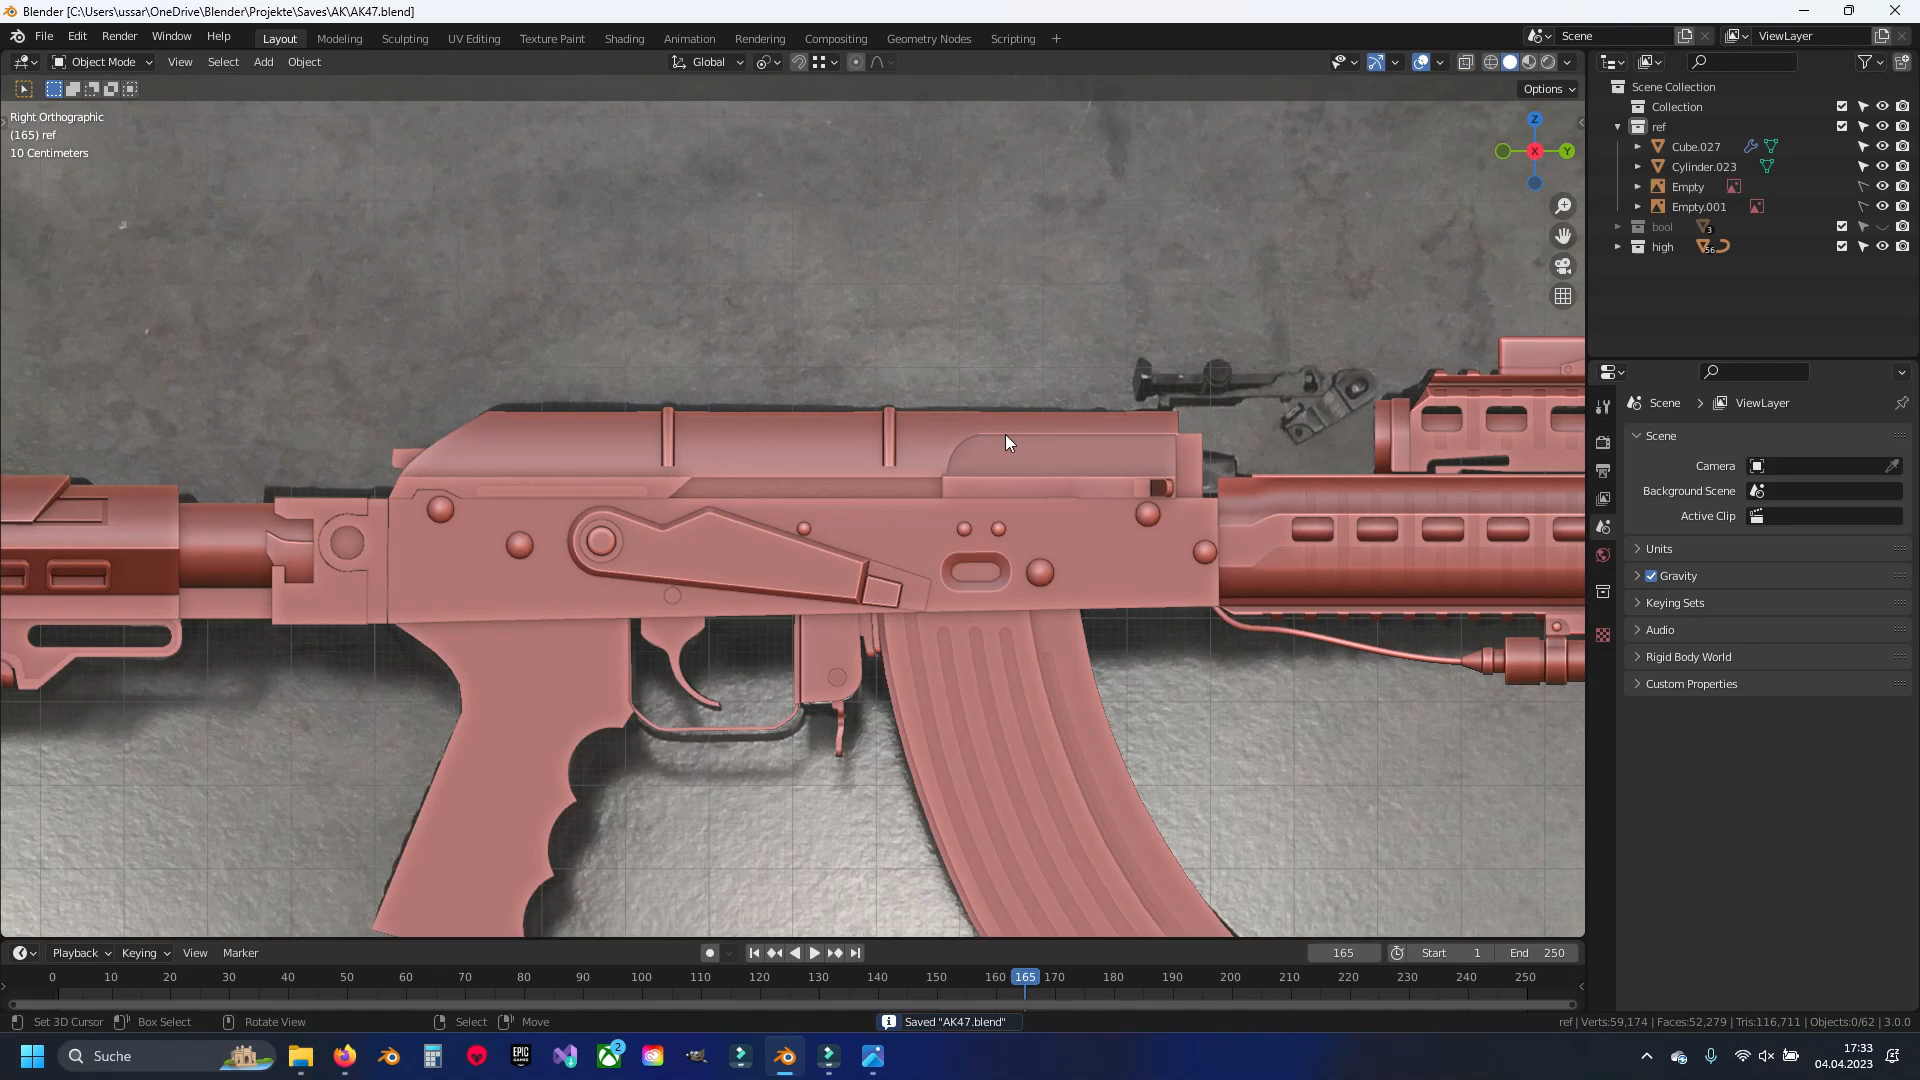 Blender [C:\Users\ussar\OneDrive\Blender\Projekte\Saves\AK\AK47.blend]
File Edit Render Window Help Layout Modeling Sculpting UV Editing Texture Paint Shading Animation Rendering Compositing Geometry Nodes Scripting + Scene ViewLayer
Object Mode View Select Add Object Global
Options
Right Orthographic
(165) ref
10 Centimeters
Z
X
Y
Scene Collection
Collection
ref
Cube.027
Cylinder.023
Empty
Empty.001
bool 3
high 56
Scene > ViewLayer
Scene
Camera
Background Scene
Active Clip
Units
Gravity
Keying Sets
Audio
Rigid Body World
Custom Properties
Playback Keying View Marker 165 Start 1 End 250
0 10 20 30 40 50 60 70 80 90 100 110 120 130 140 150 160 165 170 180 190 200 210 220 230 240 250
Set 3D Cursor Box Select Rotate View Select Move Saved "AK47.blend" ref | Verts:59,174 | Faces:52,279 | Tris:116,711 | Objects:0/62 | 3.0.0
Suche EPIC GAMES 2 17:33
04.04.2023